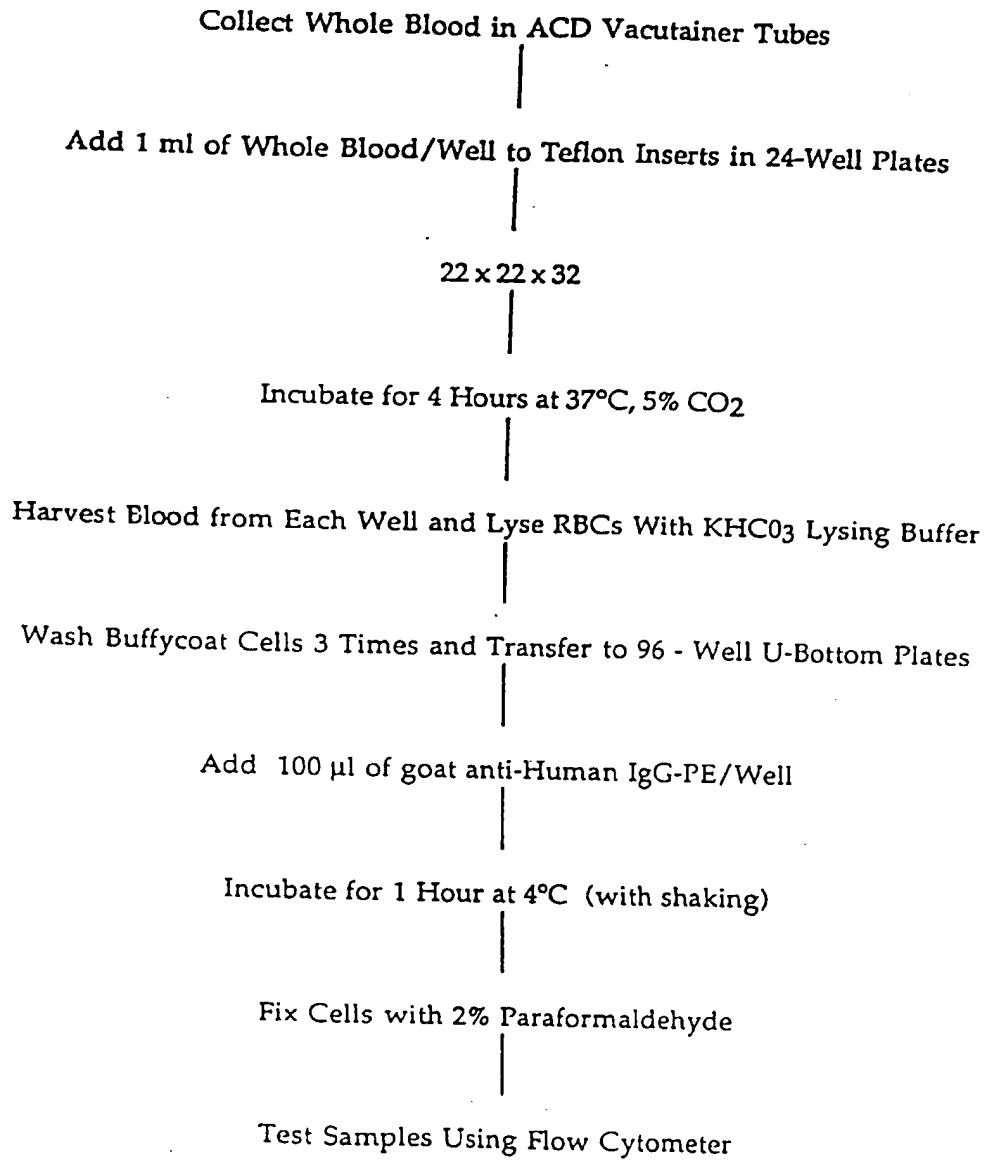 Collect Whole Blood in ACD Vacutainer Tubes
Add 1 ml of Whole Blood/Well to Teflon Inserts in 24-Well Plates
22 x 22 x 32
Incubate for 4 Hours at 37°C, 5% CO2
Harvest Blood from Each Well and Lyse RBCs With KHC03 Lysing Buffer
Wash Buffycoat Cells 3 Times and Transfer to 96 - Well U-Bottom Plates
Add 100 µl of goat anti-Human IgG-PE/Well
Incubate for 1 Hour at 4°C (with shaking)
Fix Cells with 2% Paraformaldehyde
Test Samples Using Flow Cytometer